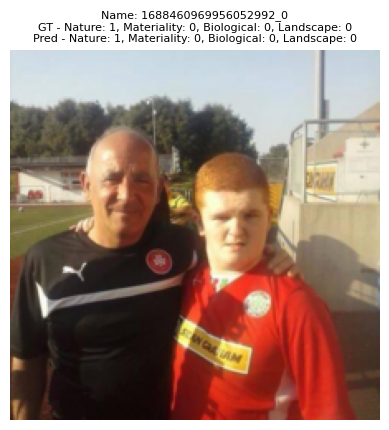 Name: 1688460969956052992_0
GT - Nature: 1, Materiality: 0, Biological: 0, Landscape: 0
Pred - Nature: 1, Materiality: 0, Biological: 0, Landscape: 0